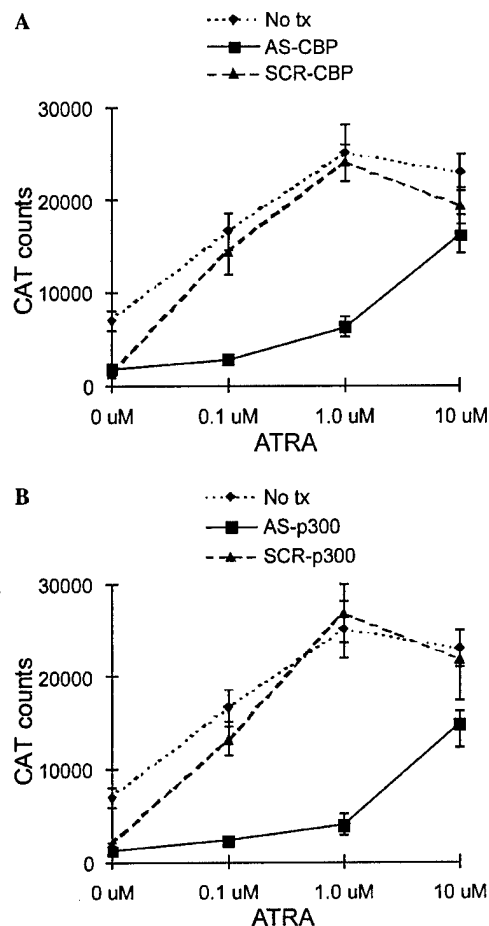 A
No tx
AS-CBP
SCR-CBP
30000
20000
10000
0
CAT counts
0 uM
0.1 uM
1.0 uM
10 uM
ATRA
B
No tx
AS-p300
SCR-p300
30000
20000
10000
0
CAT counts
0 uM
0.1 uM
1.0 uM
10 uM
ATRA